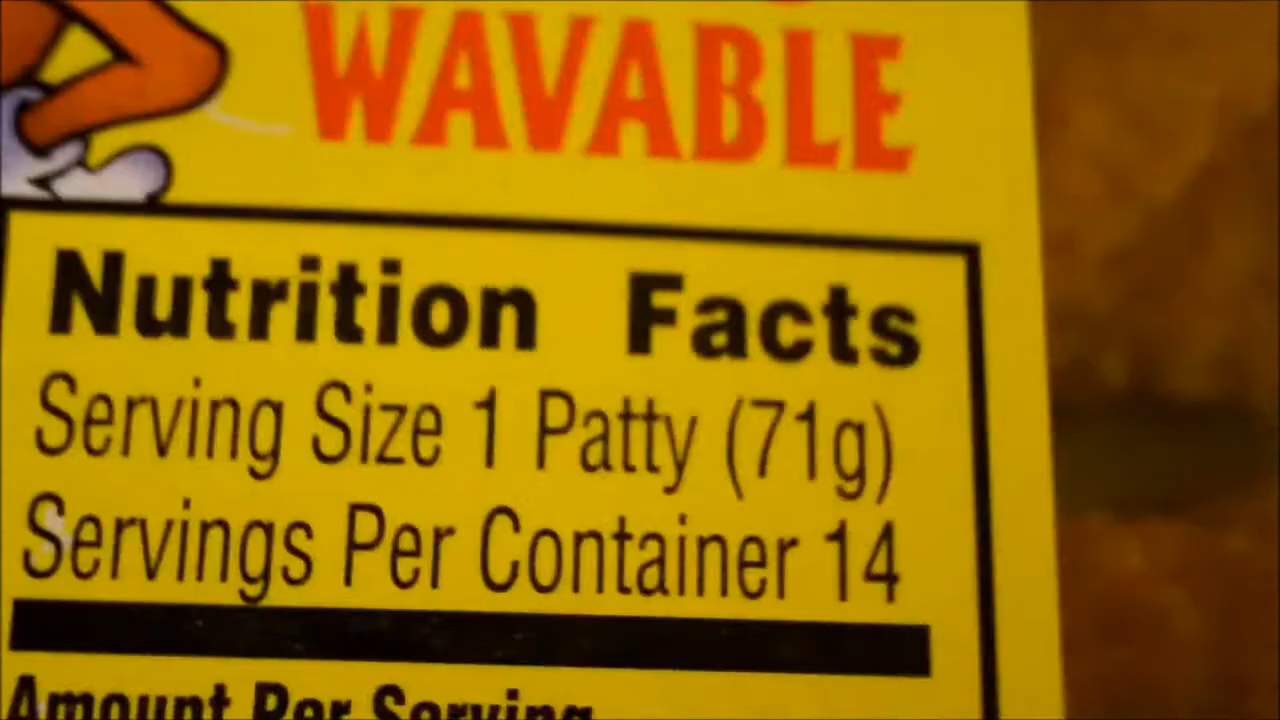 WAVABLE
Nutrition Facts
Serving Size 1 Patty (71g)
Servings Per Container 14
Amount Per Serving